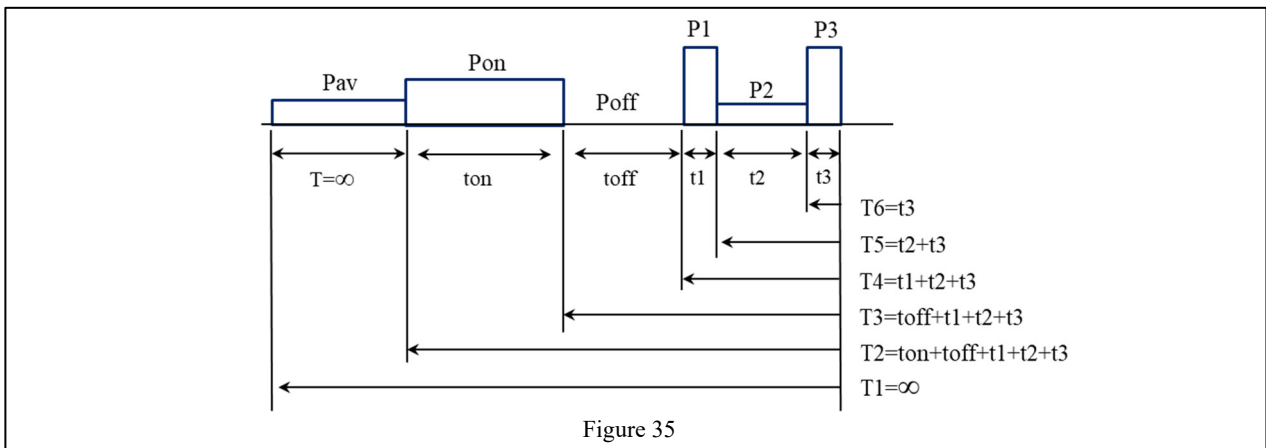 P1 P3
Pon
Pav Poff P2
T=∞ ton toff t1 t2 t3
T6=t3
T5=t2+t3
T4=t1+t2+t3
T3=toff+t1+t2+t3
T2=ton+toff+t1+t2+t3
T1=∞
Figure 35